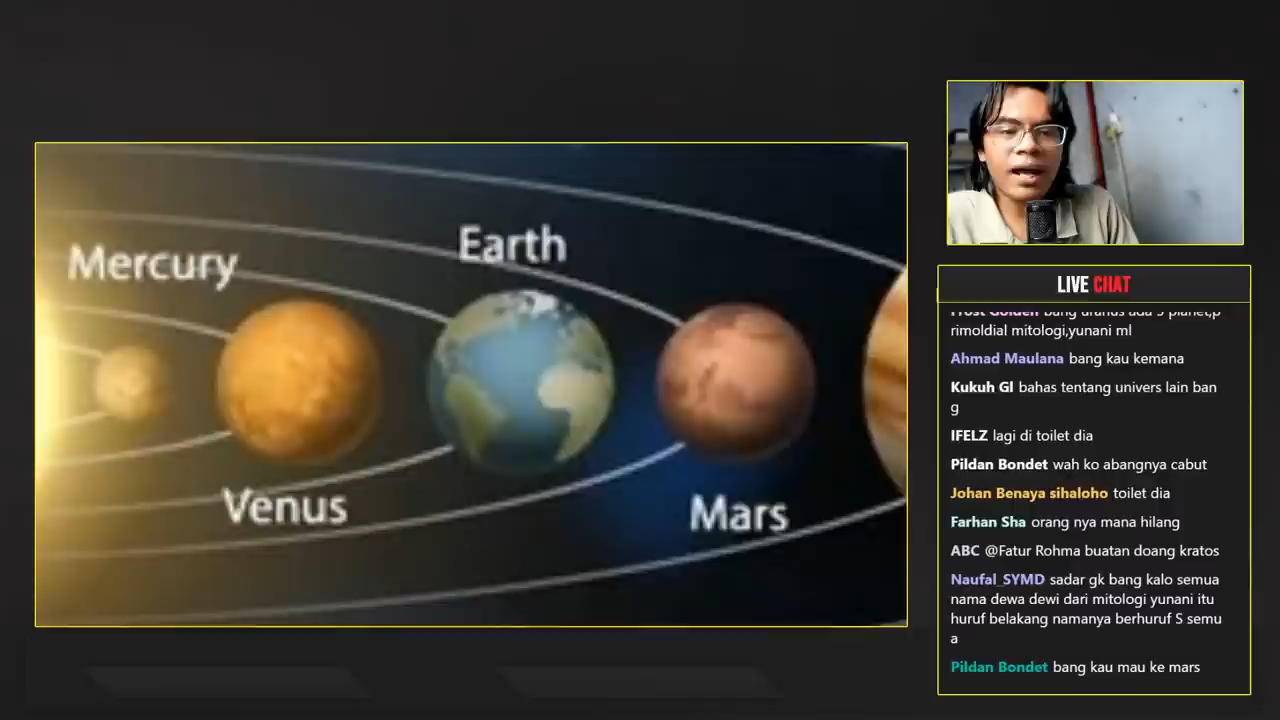 Mercury
Earth
Venus
Mars
LIVE CHAT
Frost Golden bang uranus ada 5 planet,p
rimoldial mitologi,yunani ml
Ahmad Maulana bang kau kemana
Kukuh Gl bahas tentang univers lain ban
g
IFELZ lagi di toilet dia
Pildan Bondet wah ko abangnya cabut
Johan Benaya sihaloho toilet dia
Farhan Sha orang nya mana hilang
ABC @Fatur Rohma buatan doang kratos
Naufal_SYMD sadar gk bang kalo semua
nama dewa dewi dari mitologi yunani itu
huruf belakang namanya berhuruf S semu
a
Pildan Bondet bang kau mau ke mars